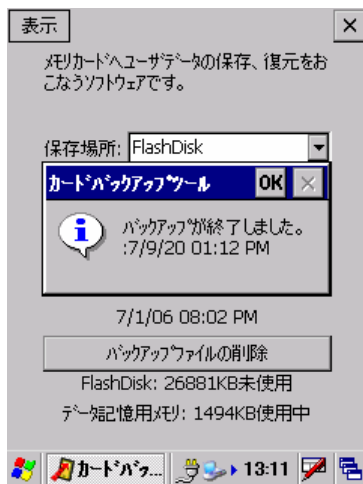 表示
×
ﾒﾓﾘｶｰﾄﾞへﾕｰｻﾞﾃﾞｰﾀの保存、復元をお
こなうｿﾌﾄｳｪｱです。
保存場所: FlashDisk
ｶｰﾄﾞﾊﾞｯｸｱｯﾌﾟﾂｰﾙ OK ×
ﾊﾞｯｸｱｯﾌﾟが終了しました。
:7/9/20 01:12 PM
7/1/06 08:02 PM
ﾊﾞｯｸｱｯﾌﾟﾌｧｲﾙの削除
FlashDisk: 26881KB未使用
ﾃﾞｰﾀ記憶用ﾒﾓﾘ: 1494KB使用中
ｶｰﾄﾞﾊﾞｯ... 13:11